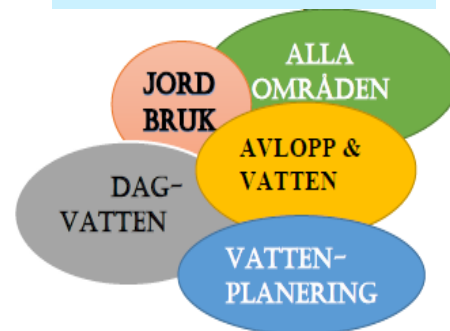 ALLA
OMRÅDEN
JORD
BRUK
AVLOPP &
VATTEN
DAG-
VATTEN
VATTEN-
PLANERING